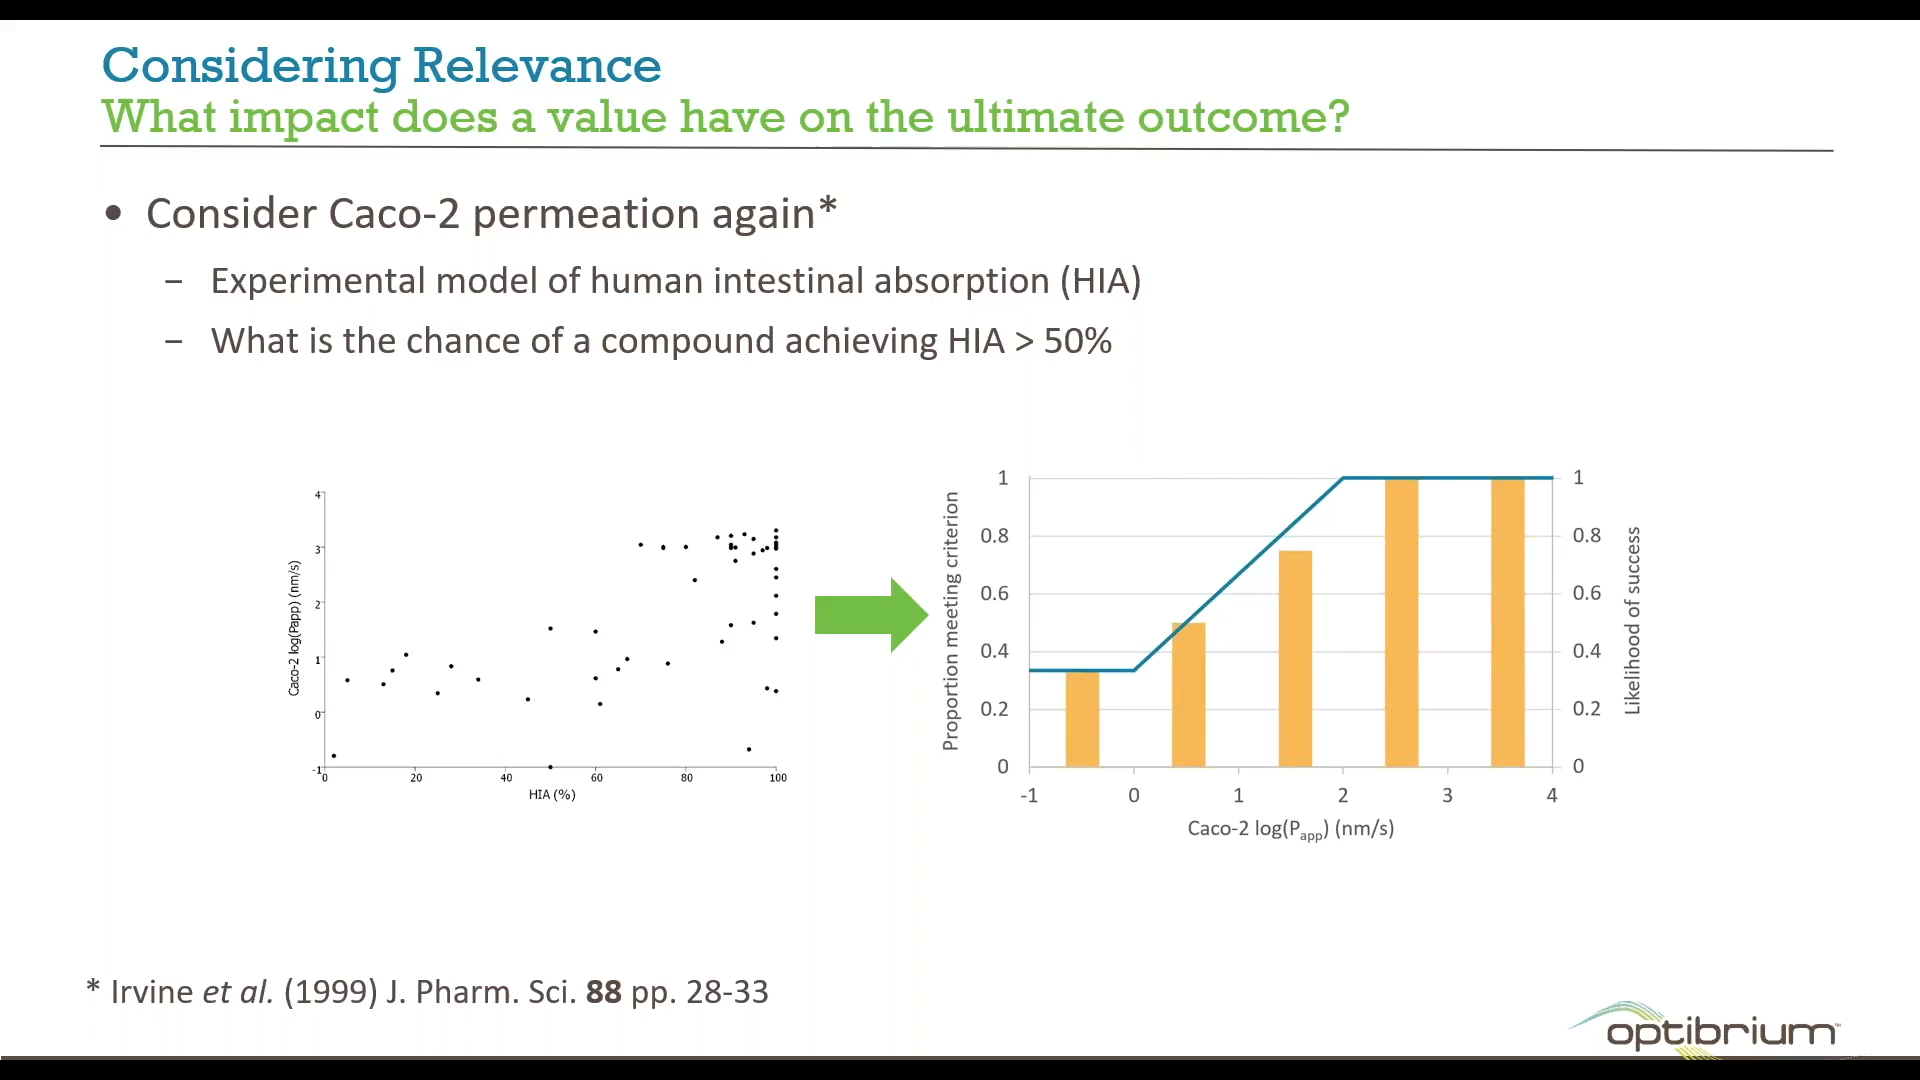 Considering Relevance
What impact does a value have on the ultimate outcome?
• Consider Caco-2 permeation again*
– Experimental model of human intestinal absorption (HIA)
– What is the chance of a compound achieving HIA > 50%
4
3
2
1
0
-1
Caco-2 log(Papp) (nm/s)
0 20 40 60 80 100
HIA (%)
1
0.8
0.6
0.4
0.2
0
Proportion meeting criterion
1
0.8
0.6
0.4
0.2
0
Likelihood of success
-1 0 1 2 3 4
Caco-2 log(Papp) (nm/s)
* Irvine et al. (1999) J. Pharm. Sci. 88 pp. 28-33
optibrium™